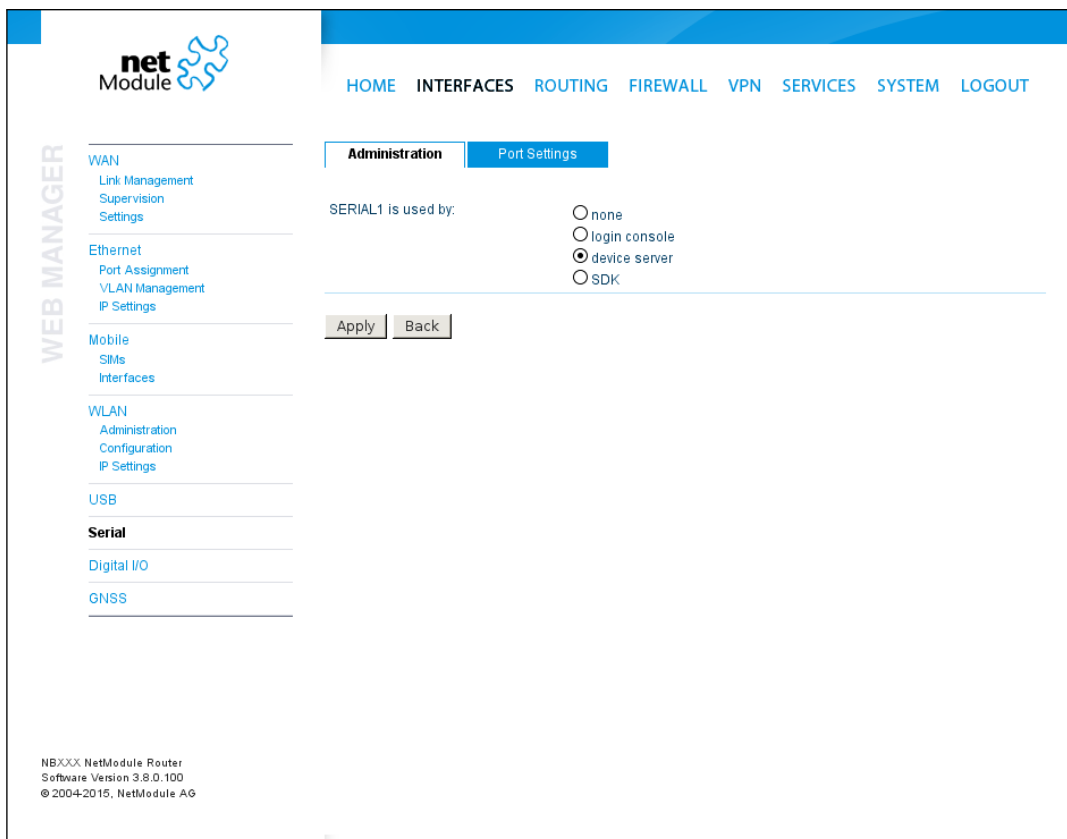 net
Module
HOME INTERFACES ROUTING FIREWALL VPN SERVICES SYSTEM LOGOUT
WEB MANAGER
WAN
Link Management
Supervision
Settings
Ethernet
Port Assignment
VLAN Management
IP Settings
Mobile
SIMs
Interfaces
WLAN
Administration
Configuration
IP Settings
USB
Serial
Digital I/O
GNSS
Administration Port Settings
SERIAL1 is used by:
none
login console
device server
SDK
Apply Back
NBXXX NetModule Router
Software Version 3.8.0.100
© 2004-2015, NetModule AG